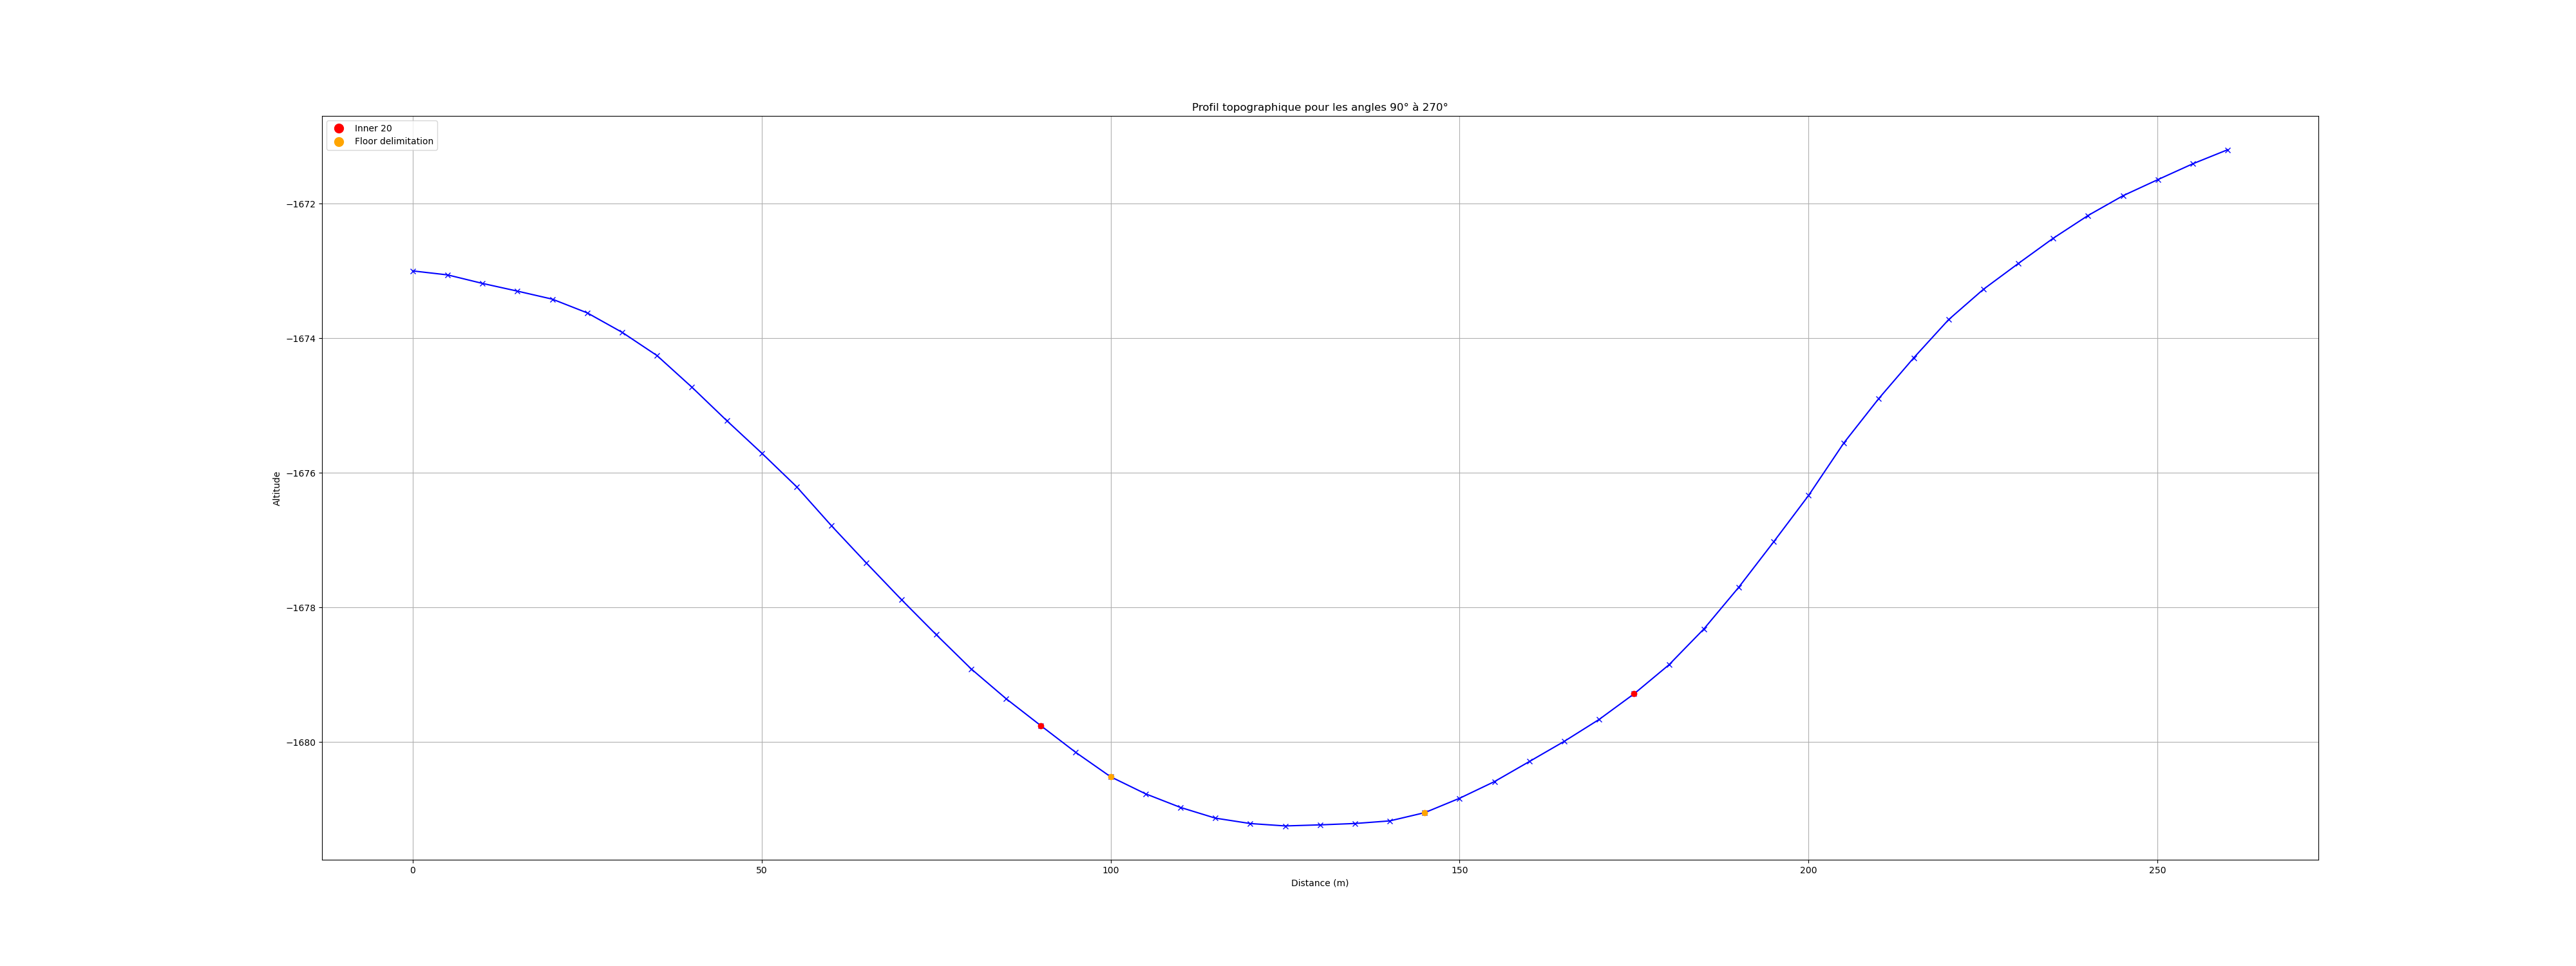 Profil topographique pour les angles 90° à 270°
Inner 20
Floor delimitation
Altitude
−1672
−1674
−1676
−1678
−1680
0 50 100 150 200 250
Distance (m)